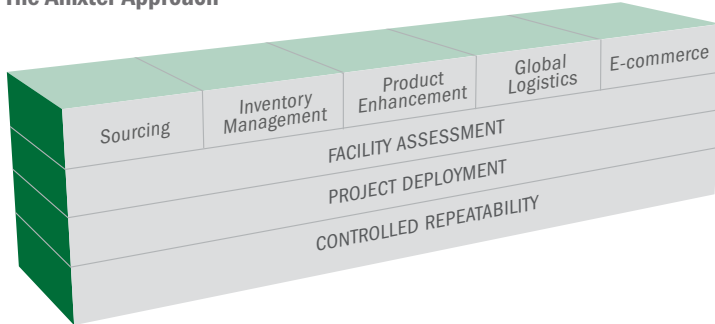 The Anixter Approach
Sourcing
Inventory
Management
Product
Enhancement
Global
Logistics
E-commerce
FACILITY ASSESSMENT
PROJECT DEPLOYMENT
CONTROLLED REPEATABILITY